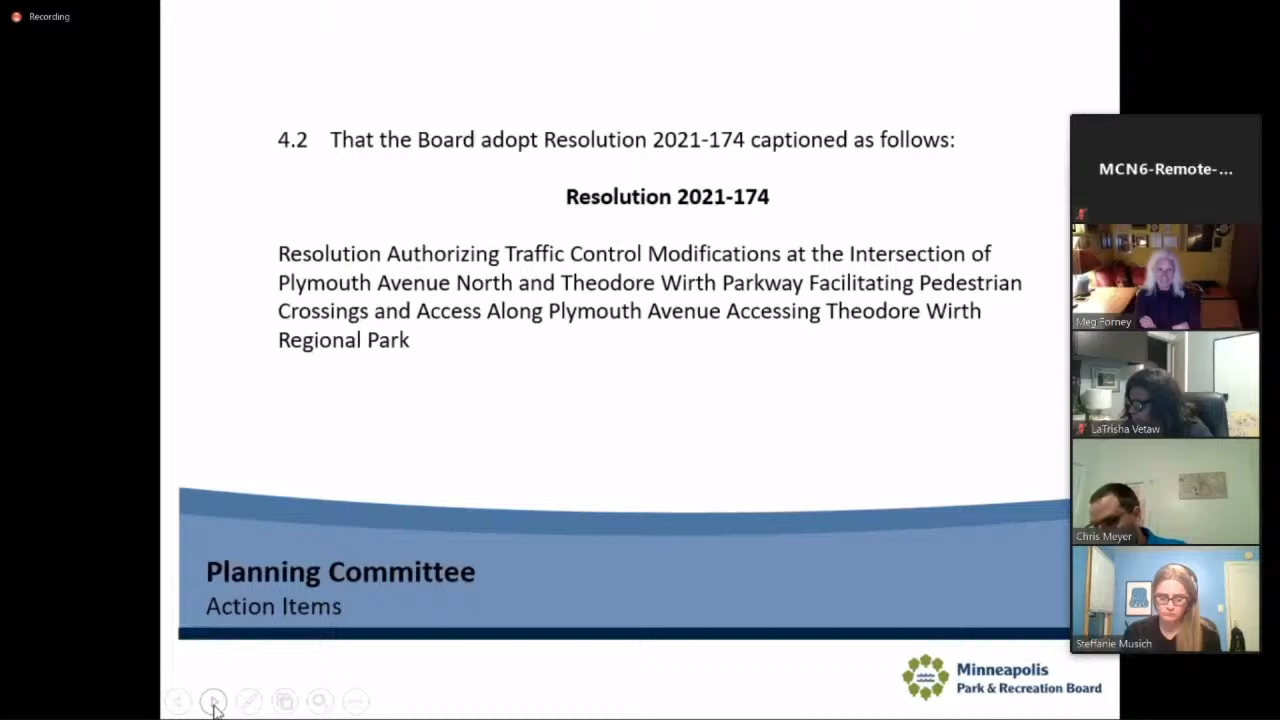 Recording
4.2 That the Board adopt Resolution 2021-174 captioned as follows:
Resolution 2021-174
Resolution Authorizing Traffic Control Modifications at the Intersection of
Plymouth Avenue North and Theodore Wirth Parkway Facilitating Pedestrian
Crossings and Access Along Plymouth Avenue Accessing Theodore Wirth
Regional Park
Planning Committee
Action Items
Minneapolis
Park & Recreation Board
MCN6-Remote-...
Meg Forney
LaTrisha Vetaw
Chris Meyer
Steffanie Musich